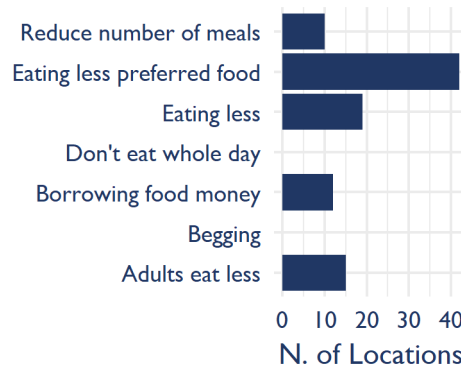 Reduce number of meals
Eating less preferred food
Eating less
Don't eat whole day
Borrowing food money
Begging
Adults eat less
0 10 20 30 40
N. of Locations